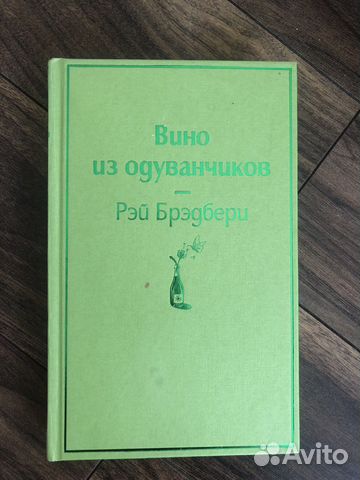 Вино
из одуванчиков
Рэй Брэдбери
Avito